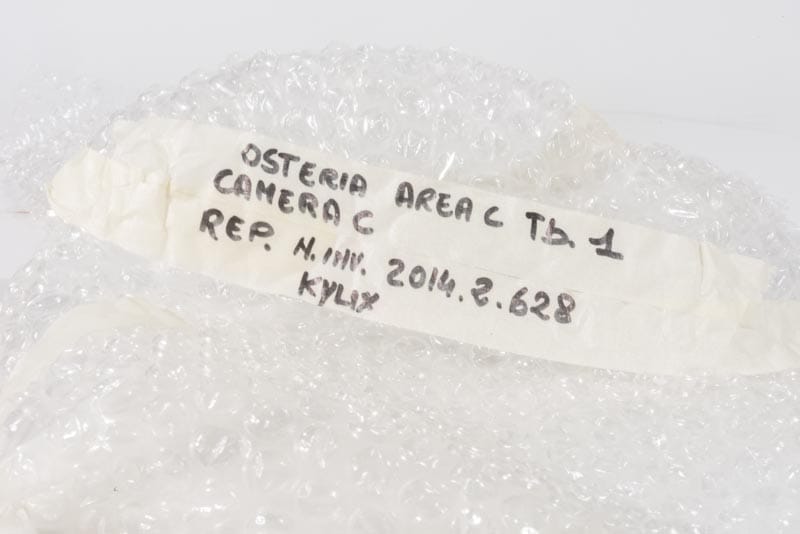 OSTERIA AREA C Tb. 1
CAMERA C
REP. N. INV. 2014.2.628
KYLIX